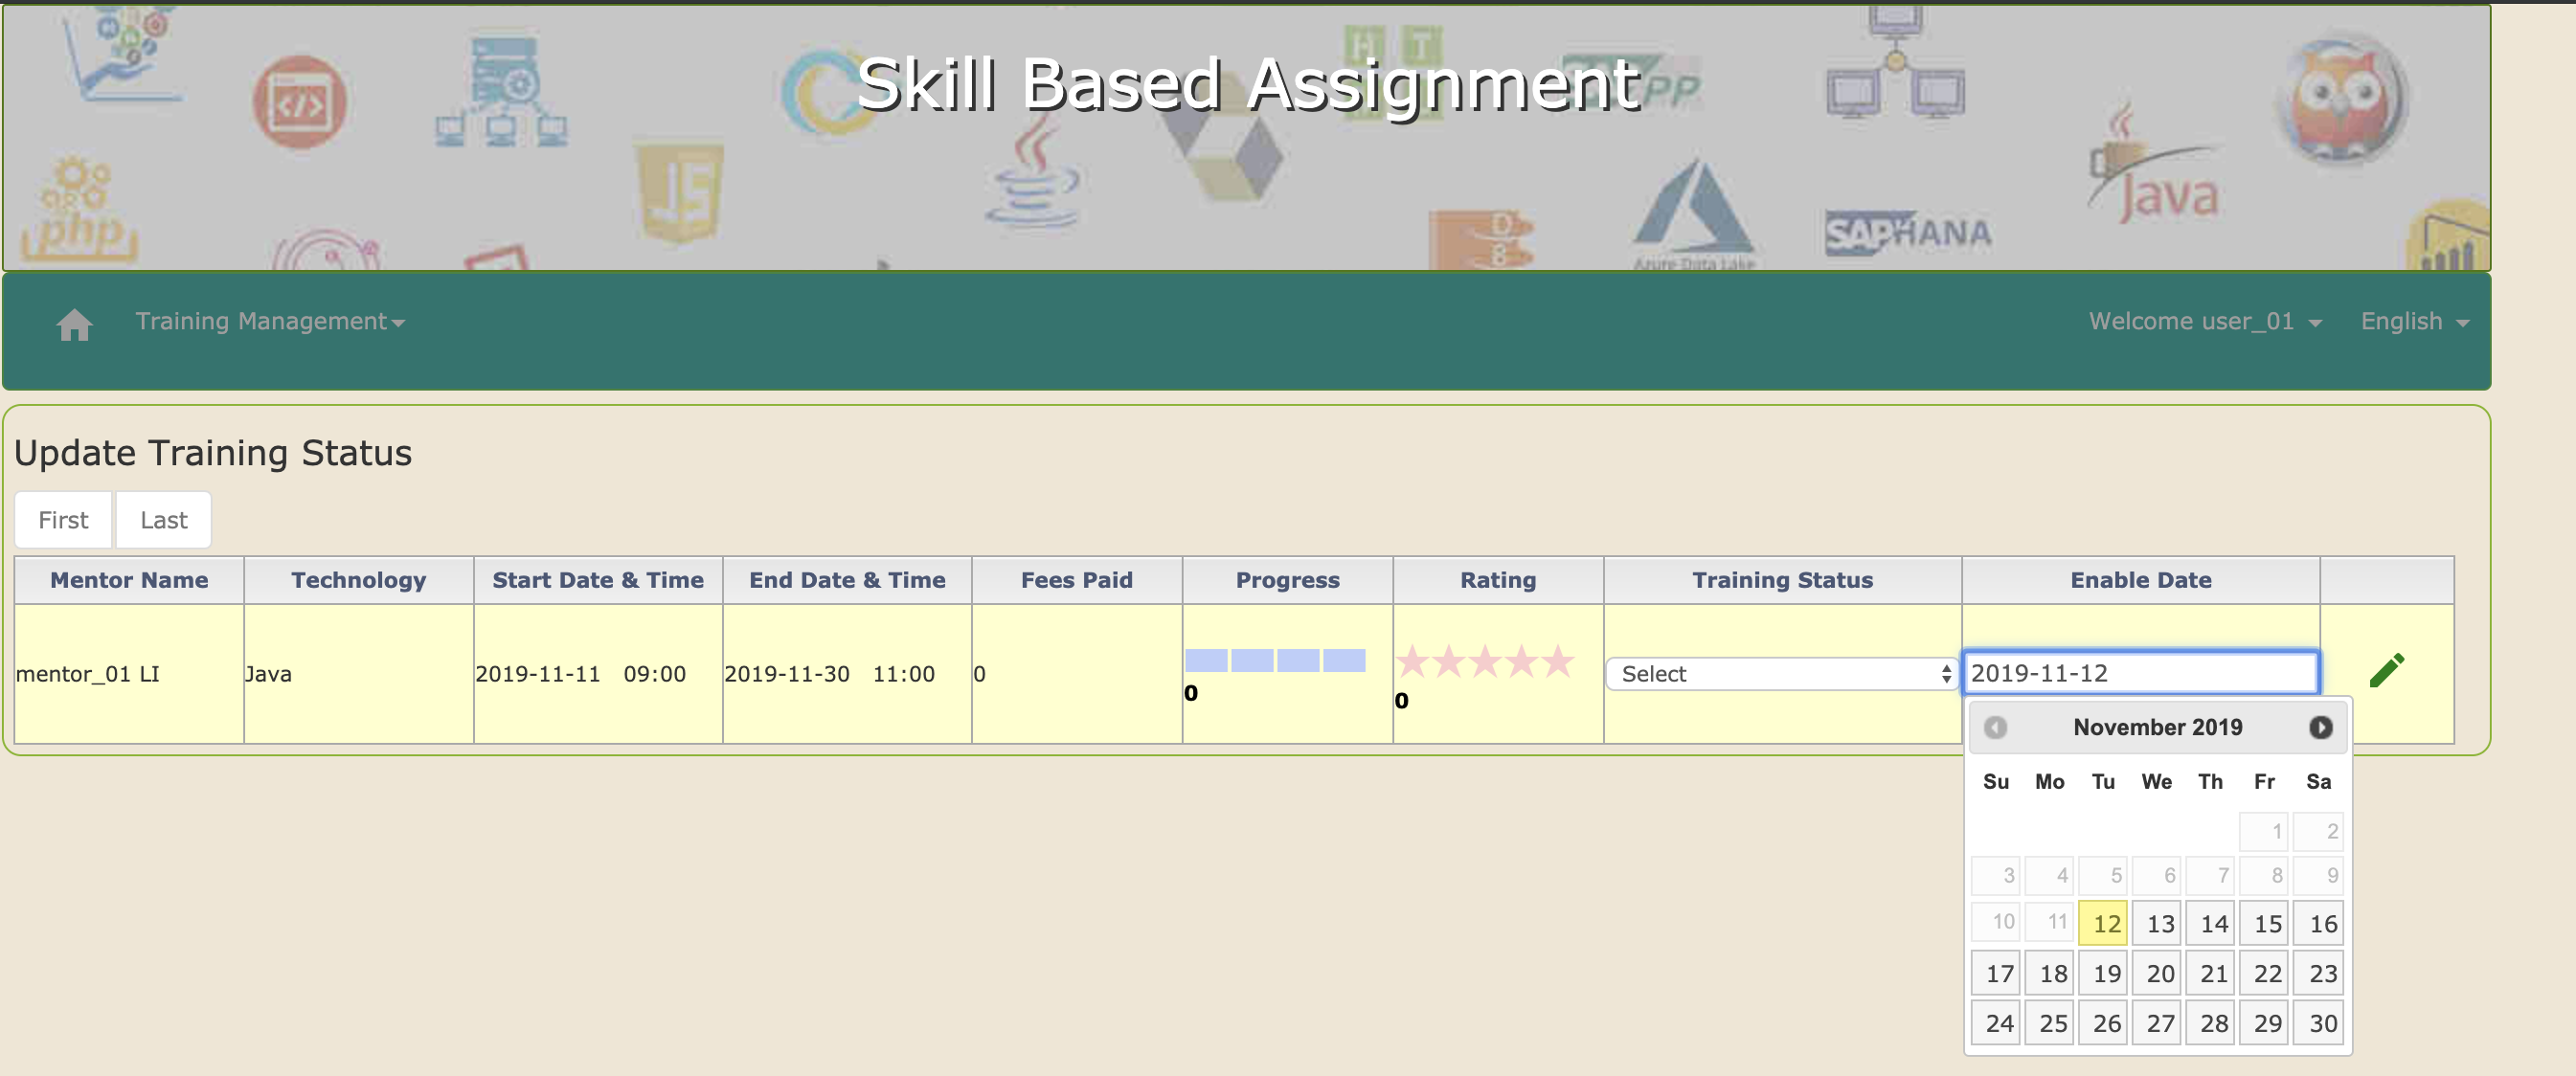 Skill Based Assignment
H T
PP
JS
php
D
8
Azure Data Lake
SAP HANA
Java
Training Management
Welcome user_01
English
Update Training Status
First Last
Mentor Name Technology Start Date & Time End Date & Time Fees Paid Progress Rating Training Status Enable Date
mentor_01 LI Java 2019-11-11 09:00 2019-11-30 11:00 0 0 0 Select 2019-11-12
November 2019
Su Mo Tu We Th Fr Sa
1 2
3 4 5 6 7 8 9
10 11 12 13 14 15 16
17 18 19 20 21 22 23
24 25 26 27 28 29 30